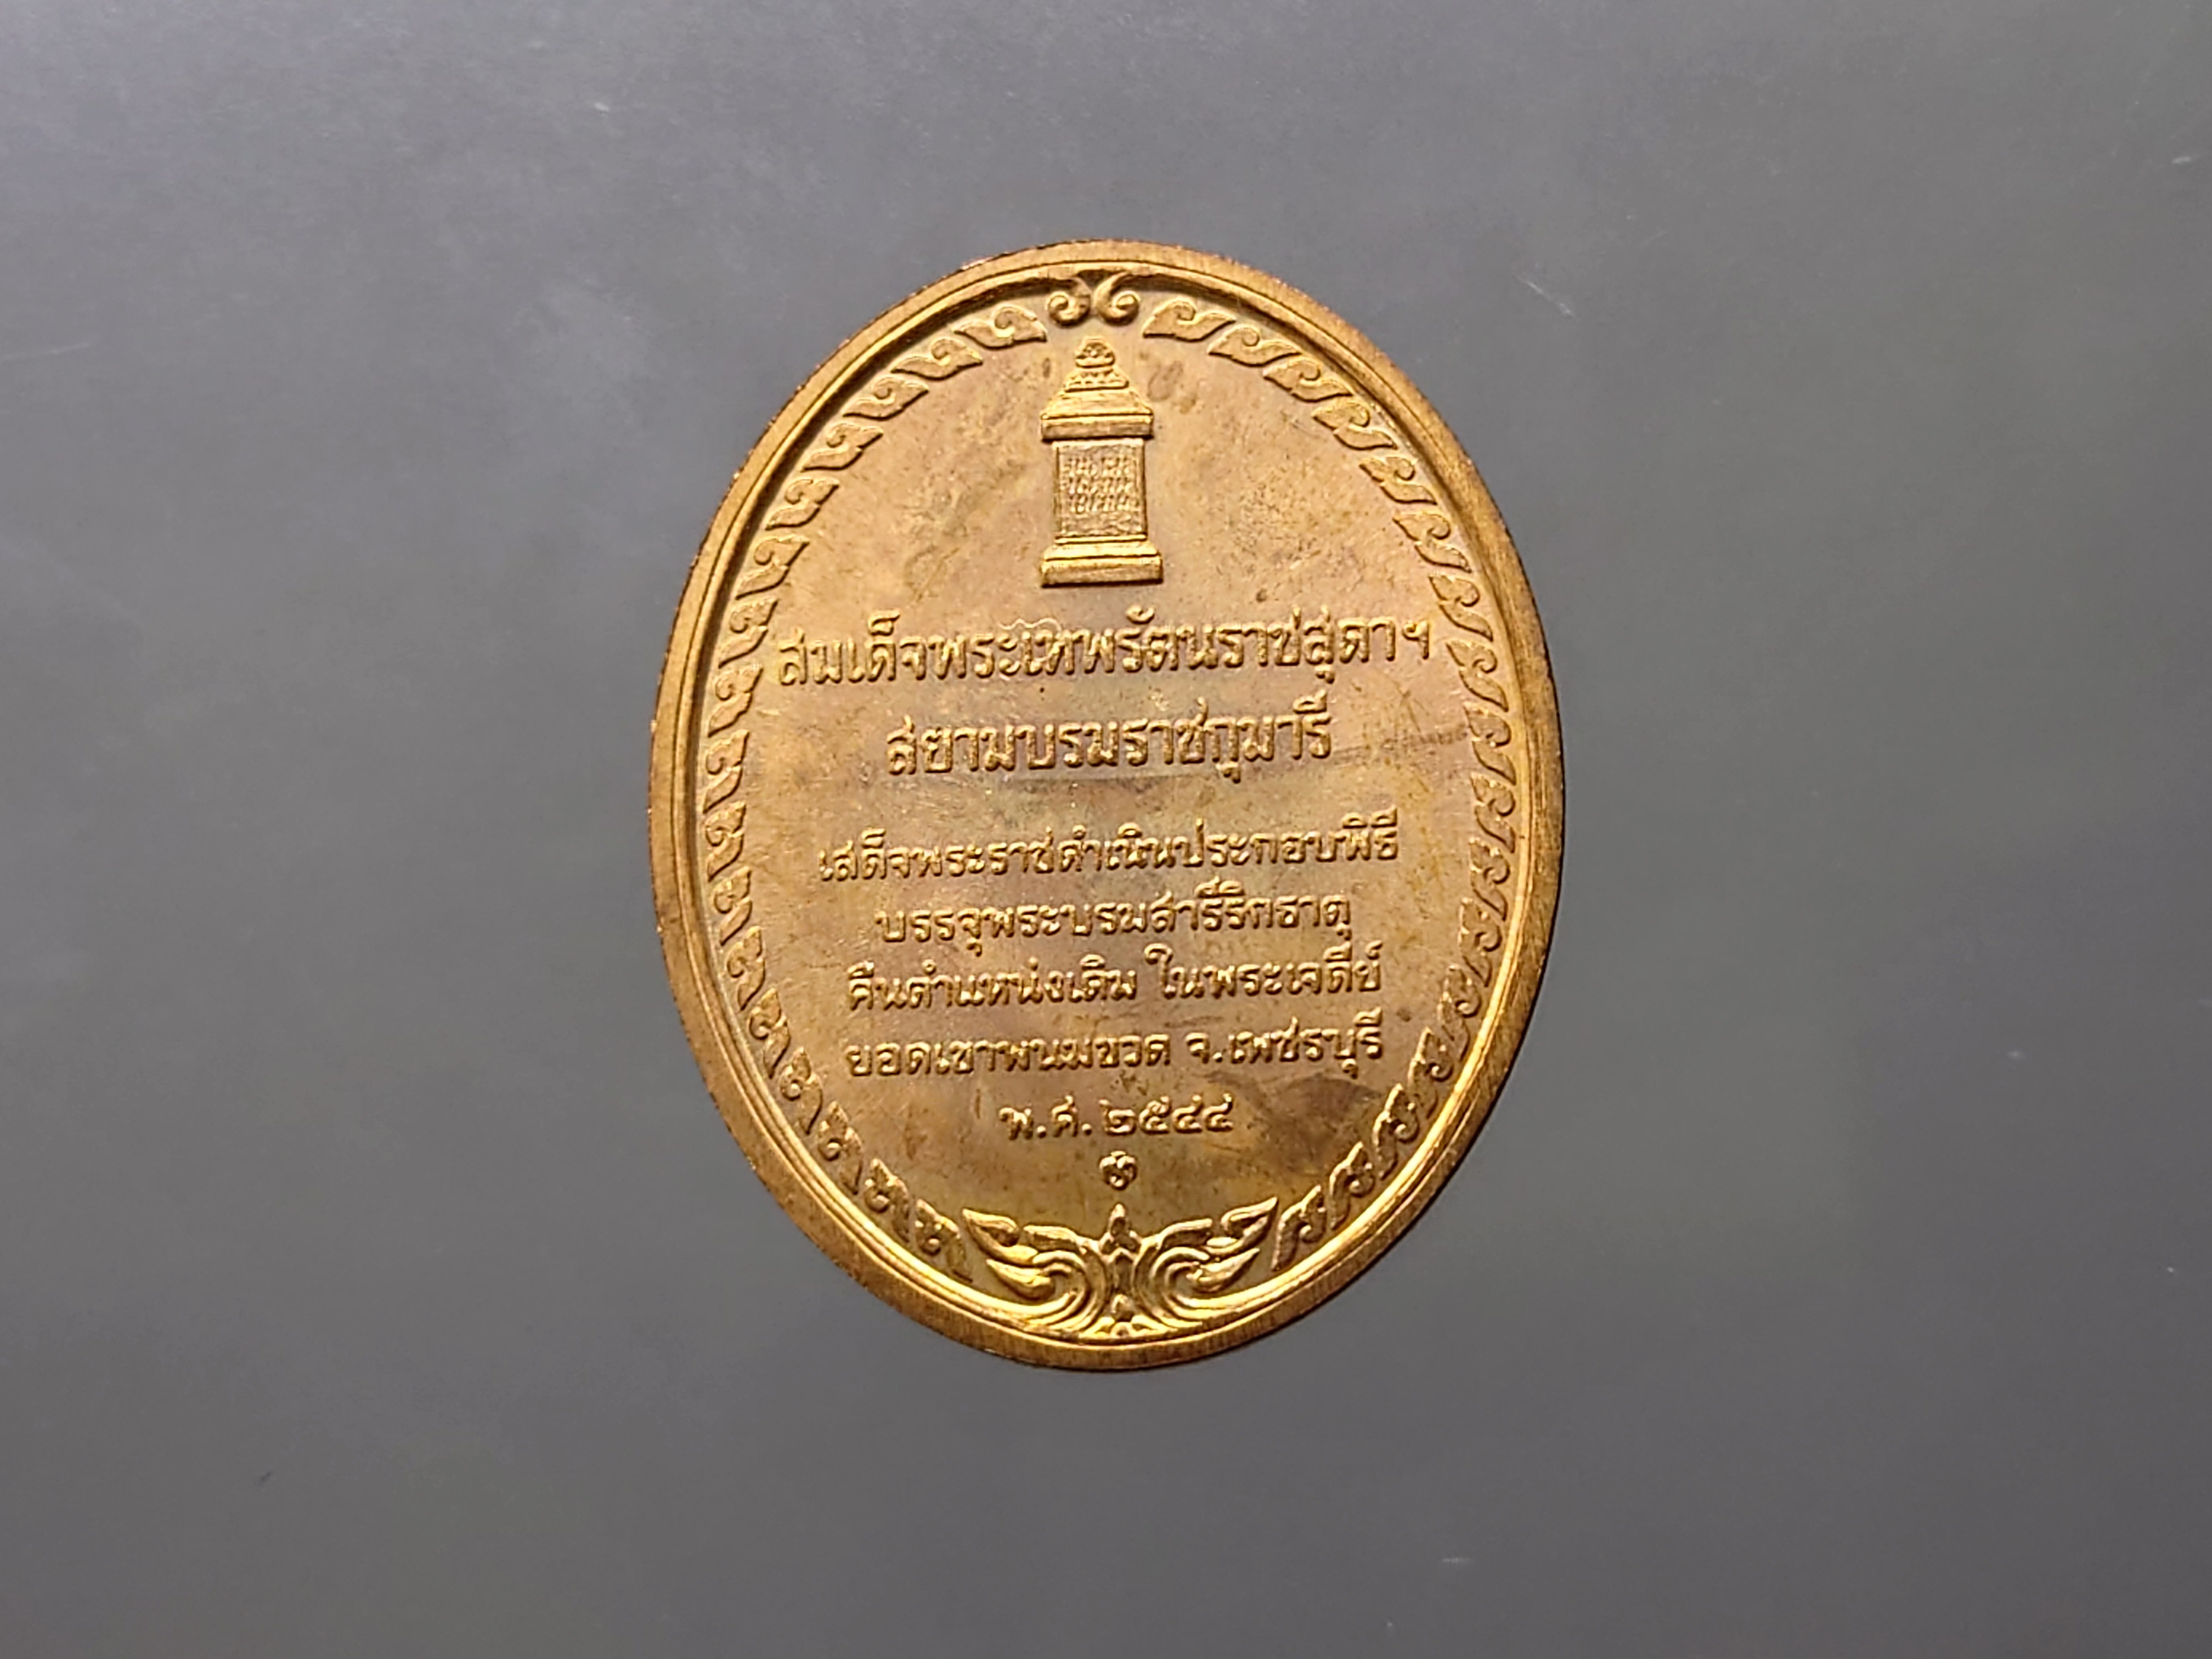 สมเด็จพระเทพรัตนราชสุดาฯ
สยามบรมราชกุมารี
เสด็จพระราชดำเนินประกอบพิธี
บรรจุพระบรมสารีริกธาตุ
คืนตำแหน่งเดิม ในพระเจดีย์
ยอดเขาพนมขวด จ.เพชรบุรี
พ.ศ. ๒๕๔๔